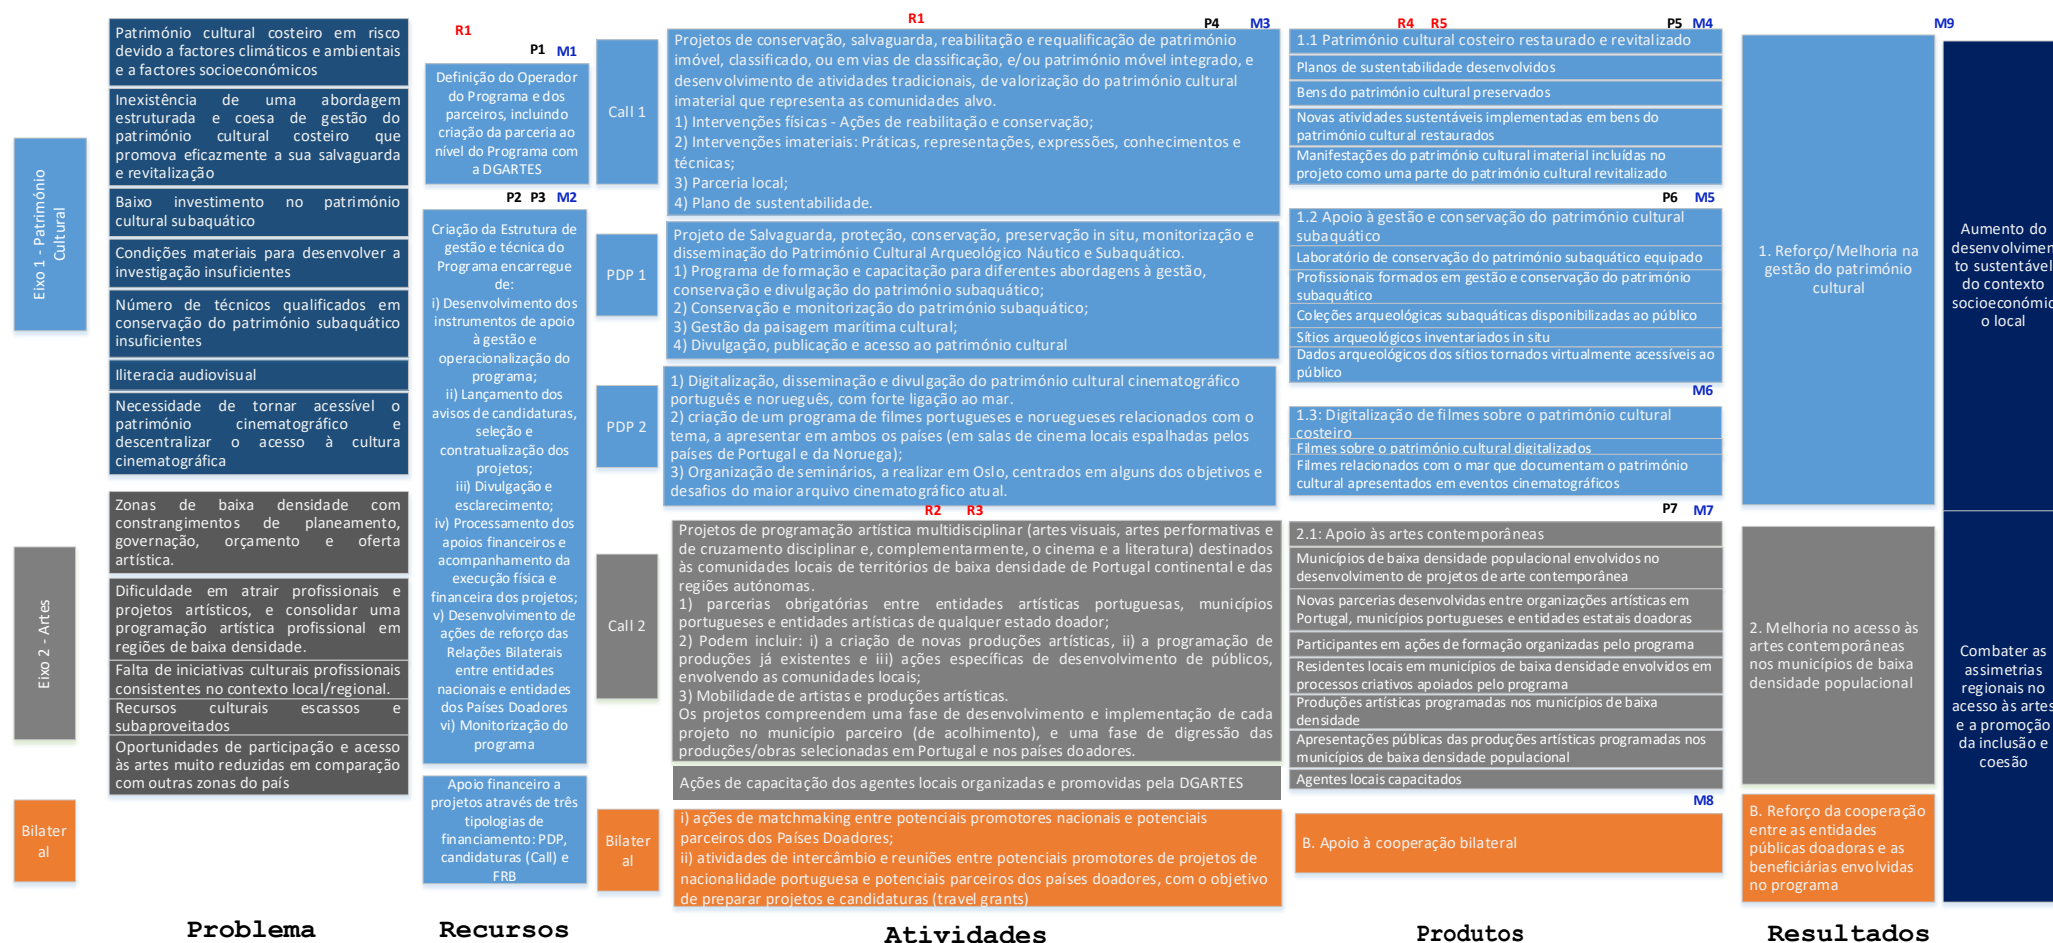 Eixo 1 - Património
Cultural
Eixo 2 - Artes
Bilater
al
Património cultural costeiro em risco
devido a factores climáticos e ambientais
e a factores socioeconómicos
Inexistência de uma abordagem
estruturada e coesa de gestão do
património cultural costeiro que
promova eficazmente a sua salvaguarda
e revitalização
Baixo investimento no património
cultural subaquático
Condições materiais para desenvolver a
investigação insuficientes
Número de técnicos qualificados em
conservação do património subaquático
insuficientes
Iliteracia audiovisual
Necessidade de tornar acessível o
património cinematográfico e
descentralizar o acesso à cultura
cinematográfica
Zonas de baixa densidade com
constrangimentos de planeamento,
governação, orçamento e oferta
artística.
Dificuldade em atrair profissionais e
projetos artísticos, e consolidar uma
programação artística profissional em
regiões de baixa densidade.
Falta de iniciativas culturais profissionais
consistentes no contexto local/regional.
Recursos culturais escassos e
subaproveitados
Oportunidades de participação e acesso
às artes muito reduzidas em comparação
com outras zonas do país
Problema
R1
P1 M1
Definição do Operador
do Programa e dos
parceiros, incluindo
criação da parceria ao
nível do Programa com
a DGARTES
P2 P3 M2
Criação da Estrutura de
gestão e técnica do
Programa encarregue
de:
i) Desenvolvimento dos
instrumentos de apoio
à gestão e
operacionalização do
programa;
ii) Lançamento dos
avisos de candidaturas,
seleção e
contratualização dos
projetos;
iii) Divulgação e
esclarecimento;
iv) Processamento dos
apoios financeiros e
acompanhamento da
execução física e
financeira dos projetos;
v) Desenvolvimento de
ações de reforço das
Relações Bilaterais
entre entidades
nacionais e entidades
dos Países Doadores
vi) Monitorização do
programa
Apoio financeiro a
projetos através de três
tipologias de
financiamento: PDP,
candidaturas (Call) e
FRB
Recursos
Call 1
PDP 1
PDP 2
Call 2
Bilater
al
R1 P4 M3
Projetos de conservação, salvaguarda, reabilitação e requalificação de património
imóvel, classificado, ou em vias de classificação, e/ou património móvel integrado, e
desenvolvimento de atividades tradicionais, de valorização do património cultural
imaterial que representa as comunidades alvo.
1) Intervenções físicas - Ações de reabilitação e conservação;
2) Intervenções imateriais: Práticas, representações, expressões, conhecimentos e
técnicas;
3) Parceria local;
4) Plano de sustentabilidade.
Projeto de Salvaguarda, proteção, conservação, preservação in situ, monitorização e
disseminação do Património Cultural Arqueológico Náutico e Subaquático.
1) Programa de formação e capacitação para diferentes abordagens à gestão,
conservação e divulgação do património subaquático;
2) Conservação e monitorização do património subaquático;
3) Gestão da paisagem marítima cultural;
4) Divulgação, publicação e acesso ao património cultural
1) Digitalização, disseminação e divulgação do património cultural cinematográfico
português e norueguês, com forte ligação ao mar.
2) criação de um programa de filmes portugueses e noruegueses relacionados com o
tema, a apresentar em ambos os países (em salas de cinema locais espalhadas pelos
países de Portugal e da Noruega);
3) Organização de seminários, a realizar em Oslo, centrados em alguns dos objetivos e
desafios do maior arquivo cinematográfico atual.
R2 R3
Projetos de programação artística multidisciplinar (artes visuais, artes performativas e
de cruzamento disciplinar e, complementarmente, o cinema e a literatura) destinados
às comunidades locais de territórios de baixa densidade de Portugal continental e das
regiões autónomas.
1) parcerias obrigatórias entre entidades artísticas portuguesas, municípios
portugueses e entidades artísticas de qualquer estado doador;
2) Podem incluir: i) a criação de novas produções artísticas, ii) a programação de
produções já existentes e iii) ações específicas de desenvolvimento de públicos,
envolvendo as comunidades locais;
3) Mobilidade de artistas e produções artísticas.
Os projetos compreendem uma fase de desenvolvimento e implementação de cada
projeto no município parceiro (de acolhimento), e uma fase de digressão das
produções/obras selecionadas em Portugal e nos países doadores.
Ações de capacitação dos agentes locais organizadas e promovidas pela DGARTES
i) ações de matchmaking entre potenciais promotores nacionais e potenciais
parceiros dos Países Doadores;
ii) atividades de intercâmbio e reuniões entre potenciais promotores de projetos de
nacionalidade portuguesa e potenciais parceiros dos países doadores, com o objetivo
de preparar projetos e candidaturas (travel grants)
Atividades
R4 R5 P5 M4
1.1 Património cultural costeiro restaurado e revitalizado
Planos de sustentabilidade desenvolvidos
Bens do património cultural preservados
Novas atividades sustentáveis implementadas em bens do
património cultural restaurados
Manifestações do património cultural imaterial incluídas no
projeto como uma parte do património cultural revitalizado
P6 M5
1.2 Apoio à gestão e conservação do património cultural
subaquático
Laboratório de conservação do património subaquático equipado
Profissionais formados em gestão e conservação do património
subaquático
Coleções arqueológicas subaquáticas disponibilizadas ao público
Sítios arqueológicos inventariados in situ
Dados arqueológicos dos sítios tornados virtualmente acessíveis ao
público
M6
1.3: Digitalização de filmes sobre o património cultural
costeiro
Filmes sobre o património cultural digitalizados
Filmes relacionados com o mar que documentam o património
cultural apresentados em eventos cinematográficos
P7 M7
2.1: Apoio às artes contemporâneas
Municípios de baixa densidade populacional envolvidos no
desenvolvimento de projetos de arte contemporânea
Novas parcerias desenvolvidas entre organizações artísticas em
Portugal, municípios portugueses e entidades estatais doadoras
Participantes em ações de formação organizadas pelo programa
Residentes locais em municípios de baixa densidade envolvidos em
processos criativos apoiados pelo programa
Produções artísticas programadas nos municípios de baixa
densidade
Apresentações públicas das produções artísticas programadas nos
municípios de baixa densidade populacional
Agentes locais capacitados
M8
B. Apoio à cooperação bilateral
Produtos
M9
1. Reforço/Melhoria na
gestão do património
cultural
2. Melhoria no acesso às
artes contemporâneas
nos municípios de baixa
densidade populacional
B. Reforço da cooperação
entre as entidades
públicas doadoras e as
beneficiárias envolvidas
no programa
Aumento do
desenvolvimen
to sustentável
do contexto
socioeconómic
o local
Combater as
assimetrias
regionais no
acesso às artes
e a promoção
da inclusão e
coesão
Resultados